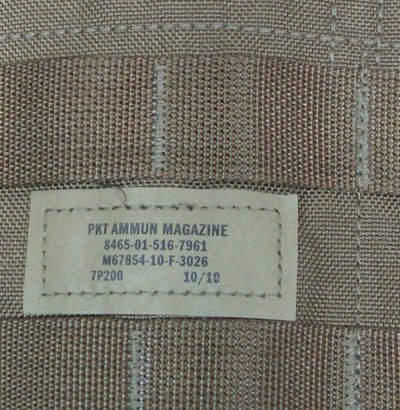 PKT AMMUN MAGAZINE
8465-01-516-7961
M67854-10-F-3026
7P200 10/10